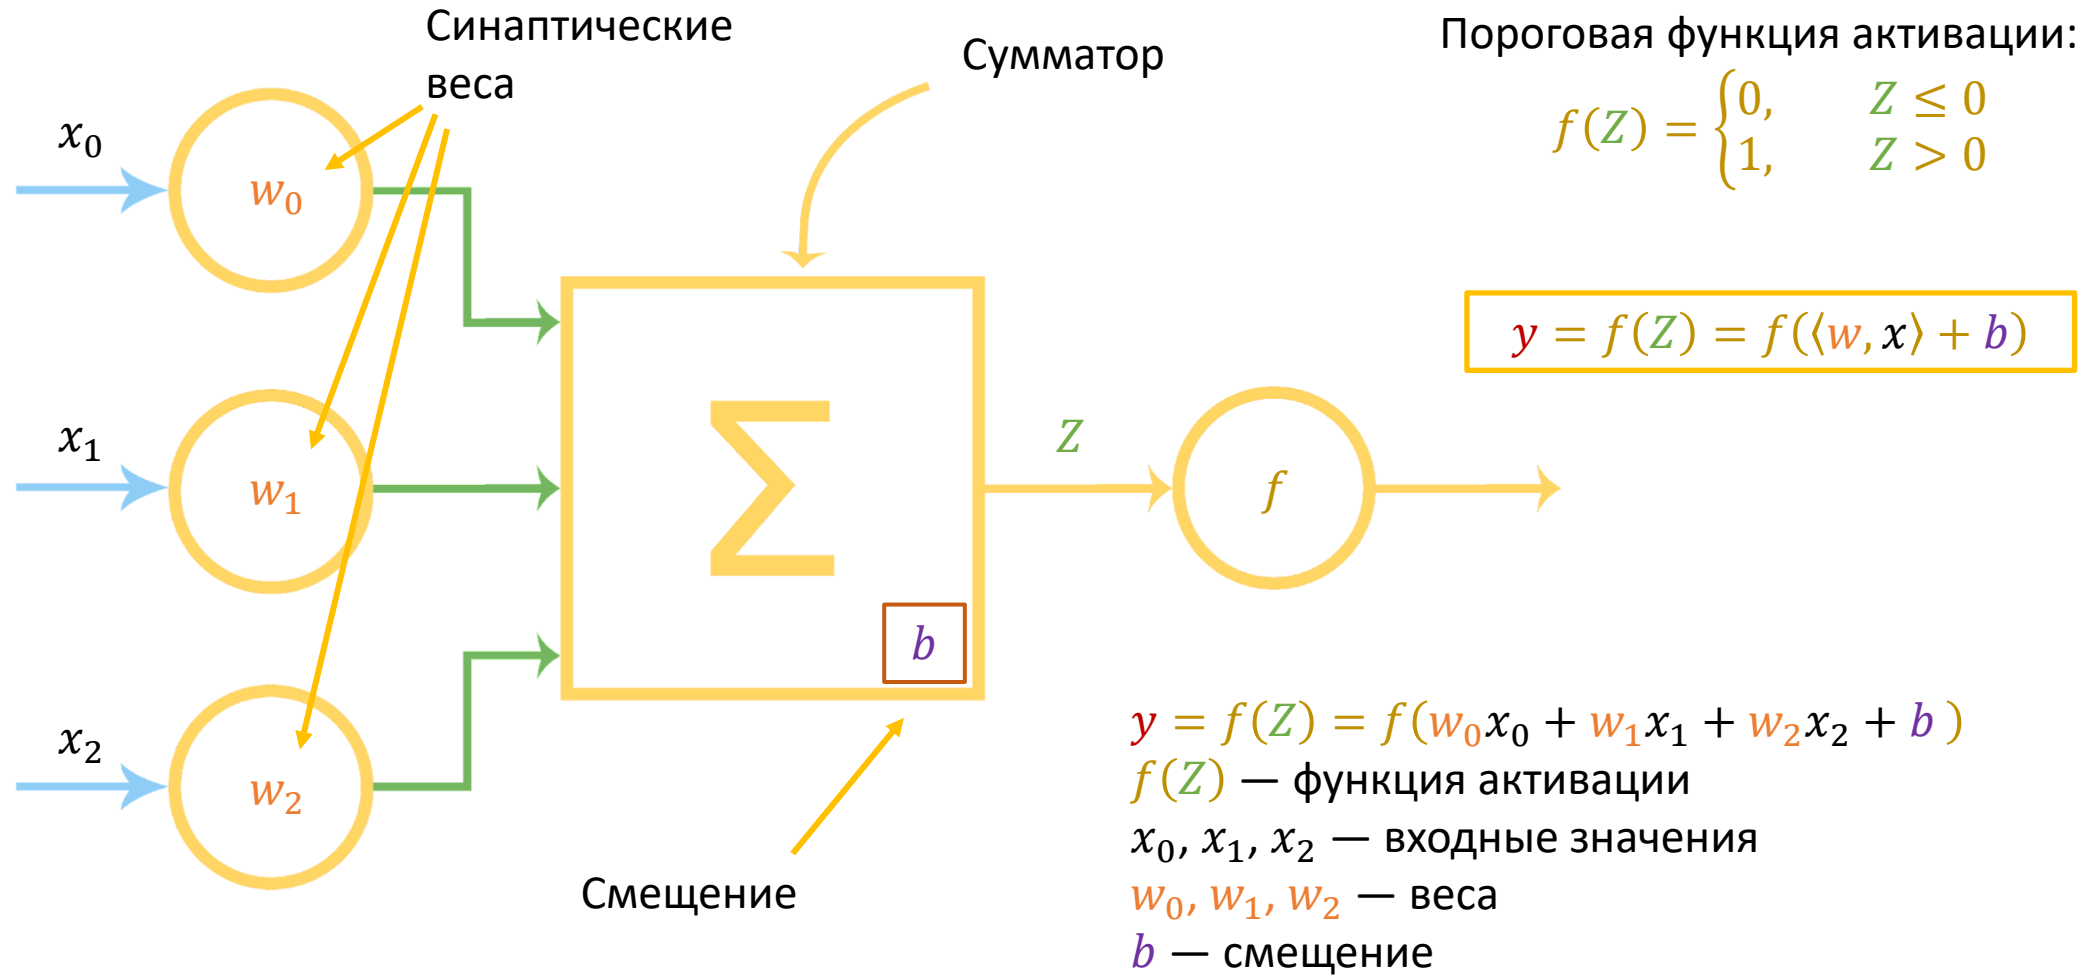 Синаптические
веса
Сумматор
Пороговая функция активации:
f(Z) = {0, Z ≤ 0
1, Z > 0
x₀
w₀
y = f(Z) = f(⟨w, x⟩ + b)
x₁
w₁
Σ
Z
f
b
x₂
w₂
Смещение
y = f(Z) = f(w₀x₀ + w₁x₁ + w₂x₂ + b )
f(Z) — функция активации
x₀, x₁, x₂ — входные значения
w₀, w₁, w₂ — веса
b — смещение